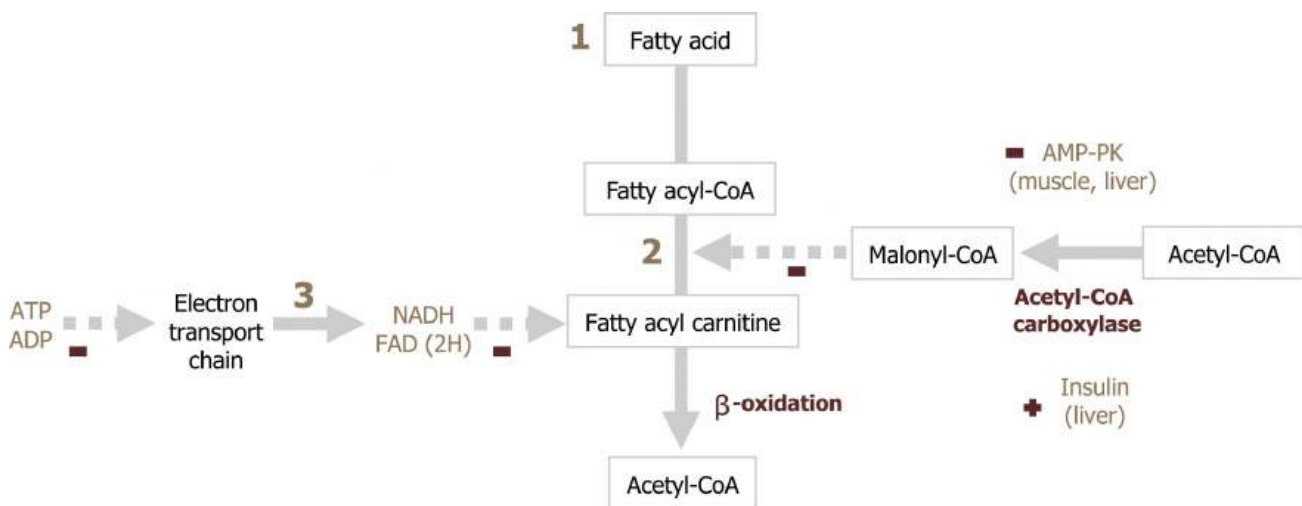 1
Fatty acid
AMP-PK
(muscle, liver)
Fatty acyl-CoA
2
Malonyl-CoA
Acetyl-CoA
Acetyl-CoA
carboxylase
ATP
ADP
Electron
transport
chain
3
NADH
FAD (2H)
Fatty acyl carnitine
β-oxidation
Insulin
(liver)
Acetyl-CoA